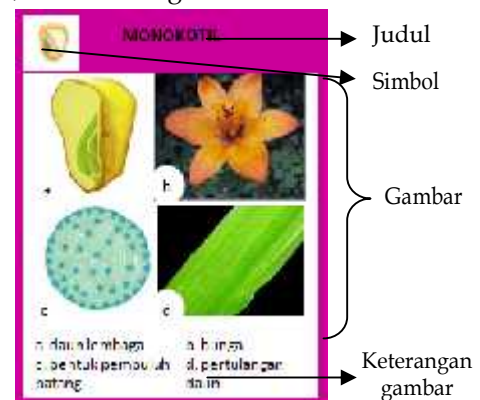 MONOKOTIL
Judul
Simbol
a
b
Gambar
c
d
a. daun lembaga b. bunga
c. bentuk pembuluh d. pertulangan
batang daun
Keterangan
gambar